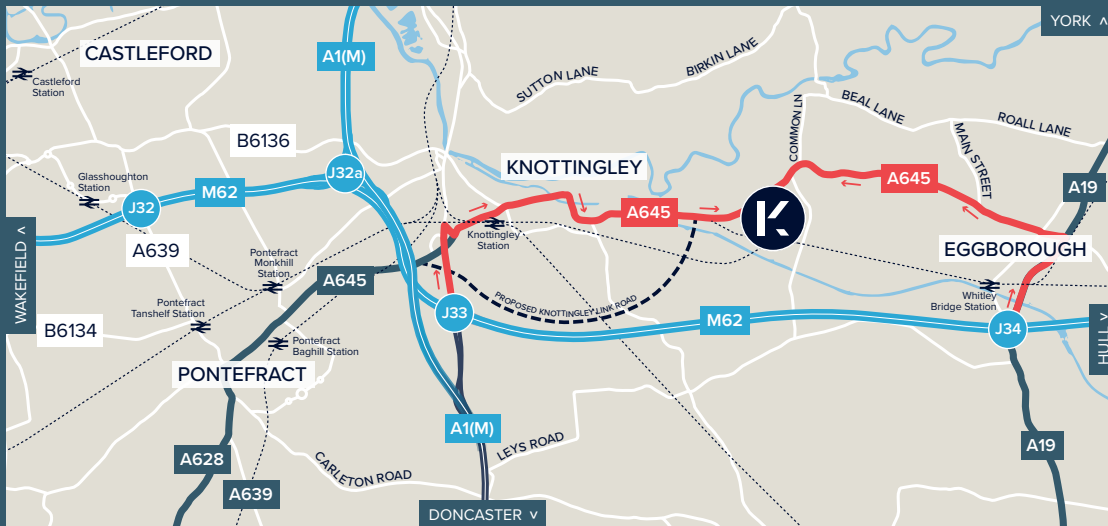 YORK >
CASTLEFORD
A1(M)
Castleford
Station
SUTTON LANE
BIRKIN LANE
COMMON LN
BEAL LANE
ROALL LANE
MAIN STREET
B6136
KNOTTINGLEY
J32a
Glasshoughton
Station
M62
J32
A645
A19
A645
K
WAKEFIELD >
A639
Knottingley
Station
EGGBOROUGH
Pontefract
Monkhill
Station
A645
PROPOSED KNOTTINGLEY LINK ROAD
Whitley
Bridge Station
Pontefract
Tanshelf Station
J33
M62
J34
HULL >
B6134
Pontefract
Baghill Station
PONTEFRACT
A1(M)
LEYS ROAD
A19
A628
CARLETON ROAD
A639
DONCASTER >